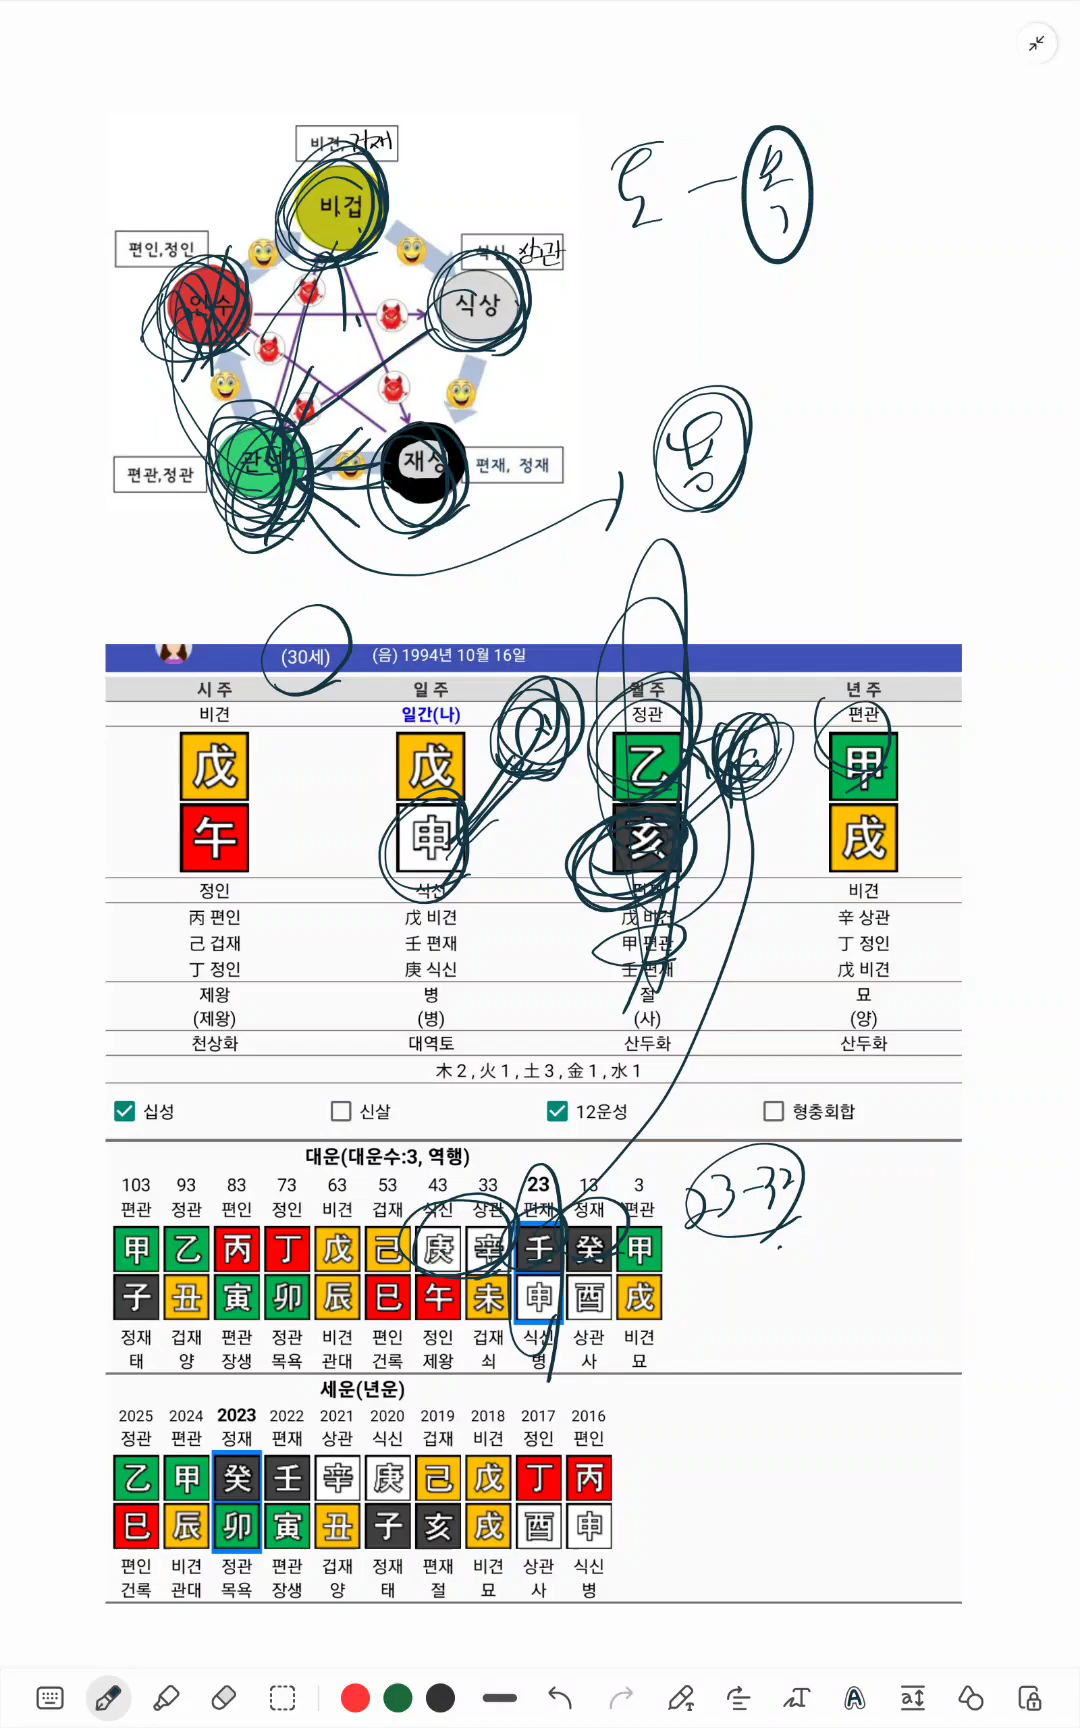 비견, 겁재
비겁
편인,정인
식신, 상관
인수
식상
관성
재성
편관,정관
편재, 정재
토 - 목
(30세) (음) 1994년 10월 16일
시 주 일 주 월 주 년 주
비견 일간(나) 정관 편관
戊 戊 乙 甲
午 申 亥 戌
정인 식신 편재 비견
丙 편인 戊 비견 戊 비견 辛 상관
己 겁재 壬 편재 甲 편관 丁 정인
丁 정인 庚 식신 壬 편재 戊 비견
제왕 병 절 묘
(제왕) (병) (사) (양)
천상화 대역토 산두화 산두화
木 2 , 火 1 , 土 3 , 金 1 , 水 1
십성 신살 12운성 형충회합
대운(대운수:3, 역행)
103 93 83 73 63 53 43 33 23 13 3
편관 정관 편인 정인 비견 겁재 식신 상관 편재 정재 편관
甲 乙 丙 丁 戊 己 庚 辛 壬 癸 甲
子 丑 寅 卯 辰 巳 午 未 申 酉 戌
정재 겁재 편관 정관 비견 편인 정인 겁재 식신 상관 비견
태 양 장생 목욕 관대 건록 제왕 쇠 병 사 묘
23-32
세운(년운)
2025 2024 2023 2022 2021 2020 2019 2018 2017 2016
정관 편관 정재 편재 상관 식신 겁재 비견 정인 편인
乙 甲 癸 壬 辛 庚 己 戊 丁 丙
巳 辰 卯 寅 丑 子 亥 戌 酉 申
편인 비견 정관 편관 겁재 정재 편재 비견 상관 식신
건록 관대 목욕 장생 양 태 절 묘 사 병